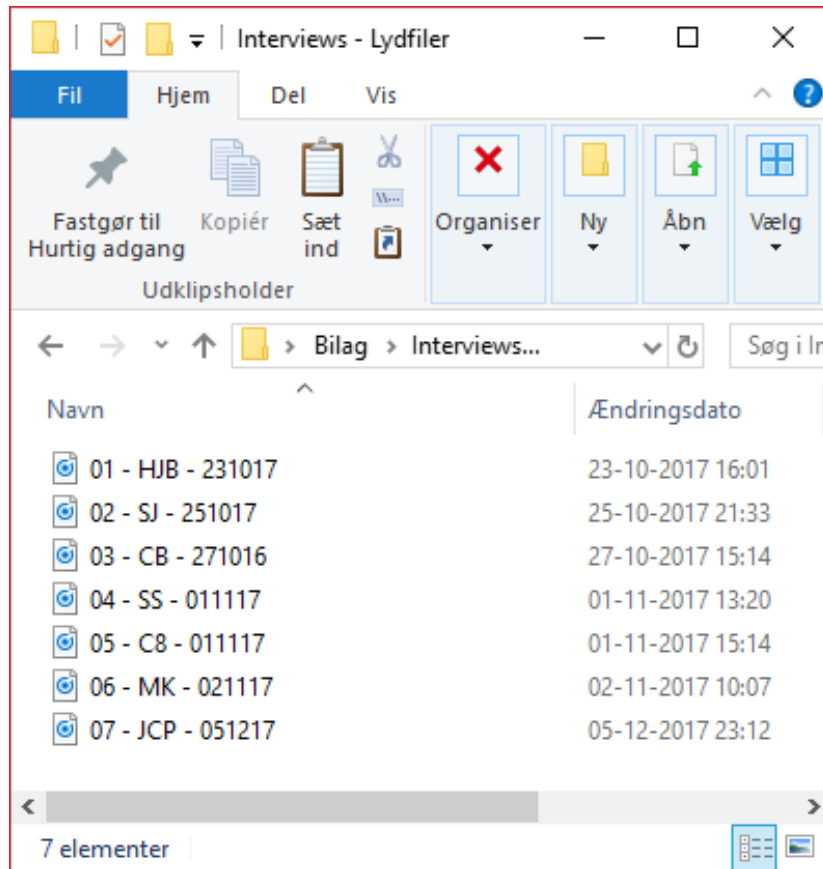 Interviews - Lydfiler
Fil Hjem Del Vis
Fastgør til Hurtig adgang
Kopiér
Sæt ind
Organiser
Ny
Åbn
Vælg
Udklipsholder
Bilag Interviews...
Søg i In
Navn Ændringsdato
01 - HJB - 231017 23-10-2017 16:01
02 - SJ - 251017 25-10-2017 21:33
03 - CB - 271016 27-10-2017 15:14
04 - SS - 011117 01-11-2017 13:20
05 - C8 - 011117 01-11-2017 15:14
06 - MK - 021117 02-11-2017 10:07
07 - JCP - 051217 05-12-2017 23:12
7 elementer